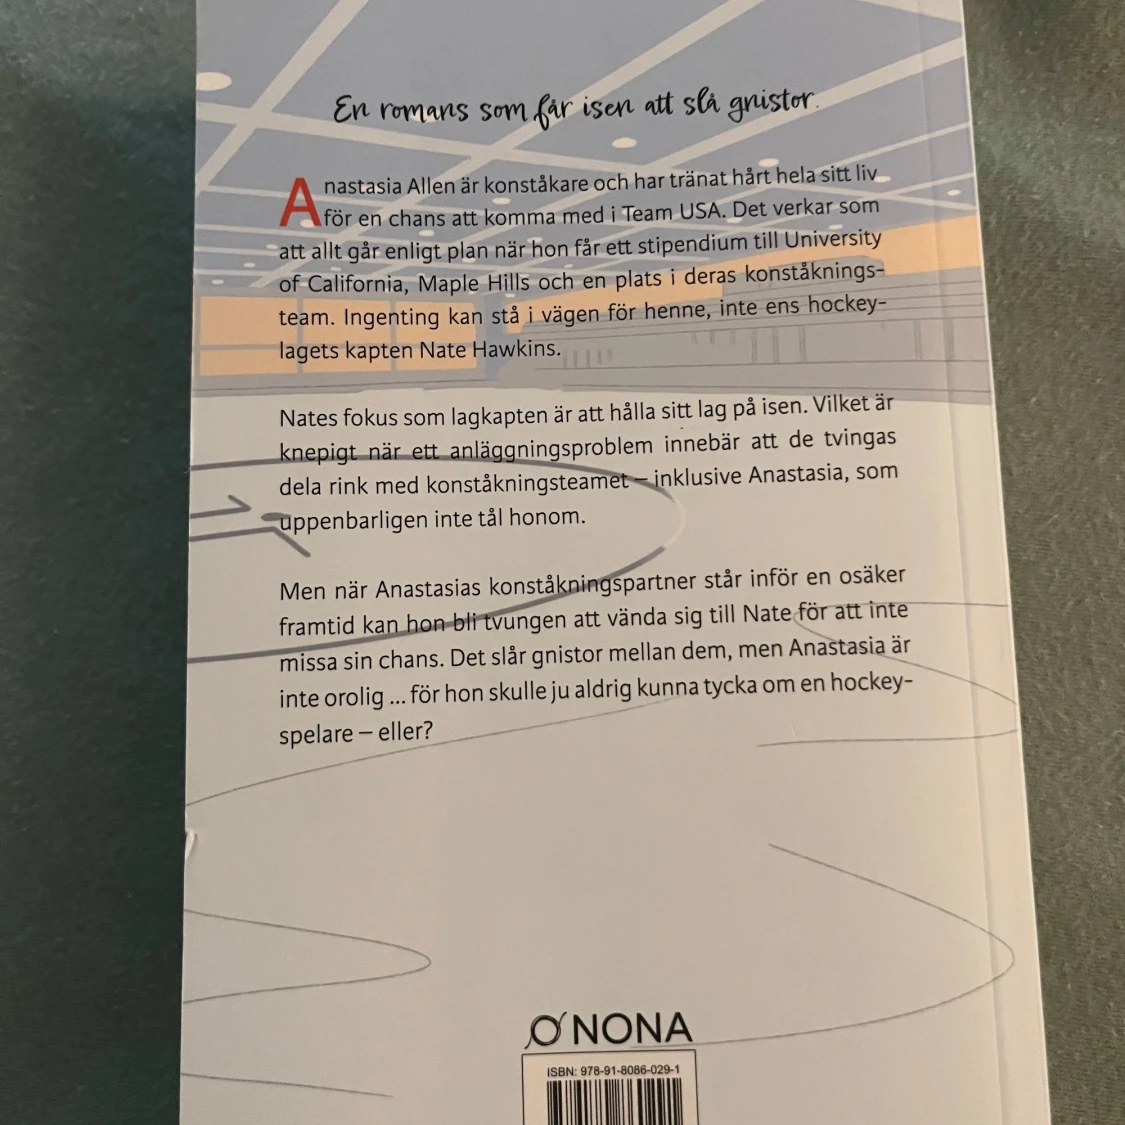 En romans som får isen att slå gnistor.
Anastasia Allen är konståkare och har tränat hårt hela sitt liv
för en chans att komma med i Team USA. Det verkar som
att allt går enligt plan när hon får ett stipendium till University
of California, Maple Hills och en plats i deras konståknings-
team. Ingenting kan stå i vägen för henne, inte ens hockey-
lagets kapten Nate Hawkins.
Nates fokus som lagkapten är att hålla sitt lag på isen. Vilket är
knepigt när ett anläggningsproblem innebär att de tvingas
dela rink med konståkningsteamet – inklusive Anastasia, som
uppenbarligen inte tål honom.
Men när Anastasias konståkningspartner står inför en osäker
framtid kan hon bli tvungen att vända sig till Nate för att inte
missa sin chans. Det slår gnistor mellan dem, men Anastasia är
inte orolig ... för hon skulle ju aldrig kunna tycka om en hockey-
spelare – eller?
NONA
ISBN: 978-91-8086-029-1